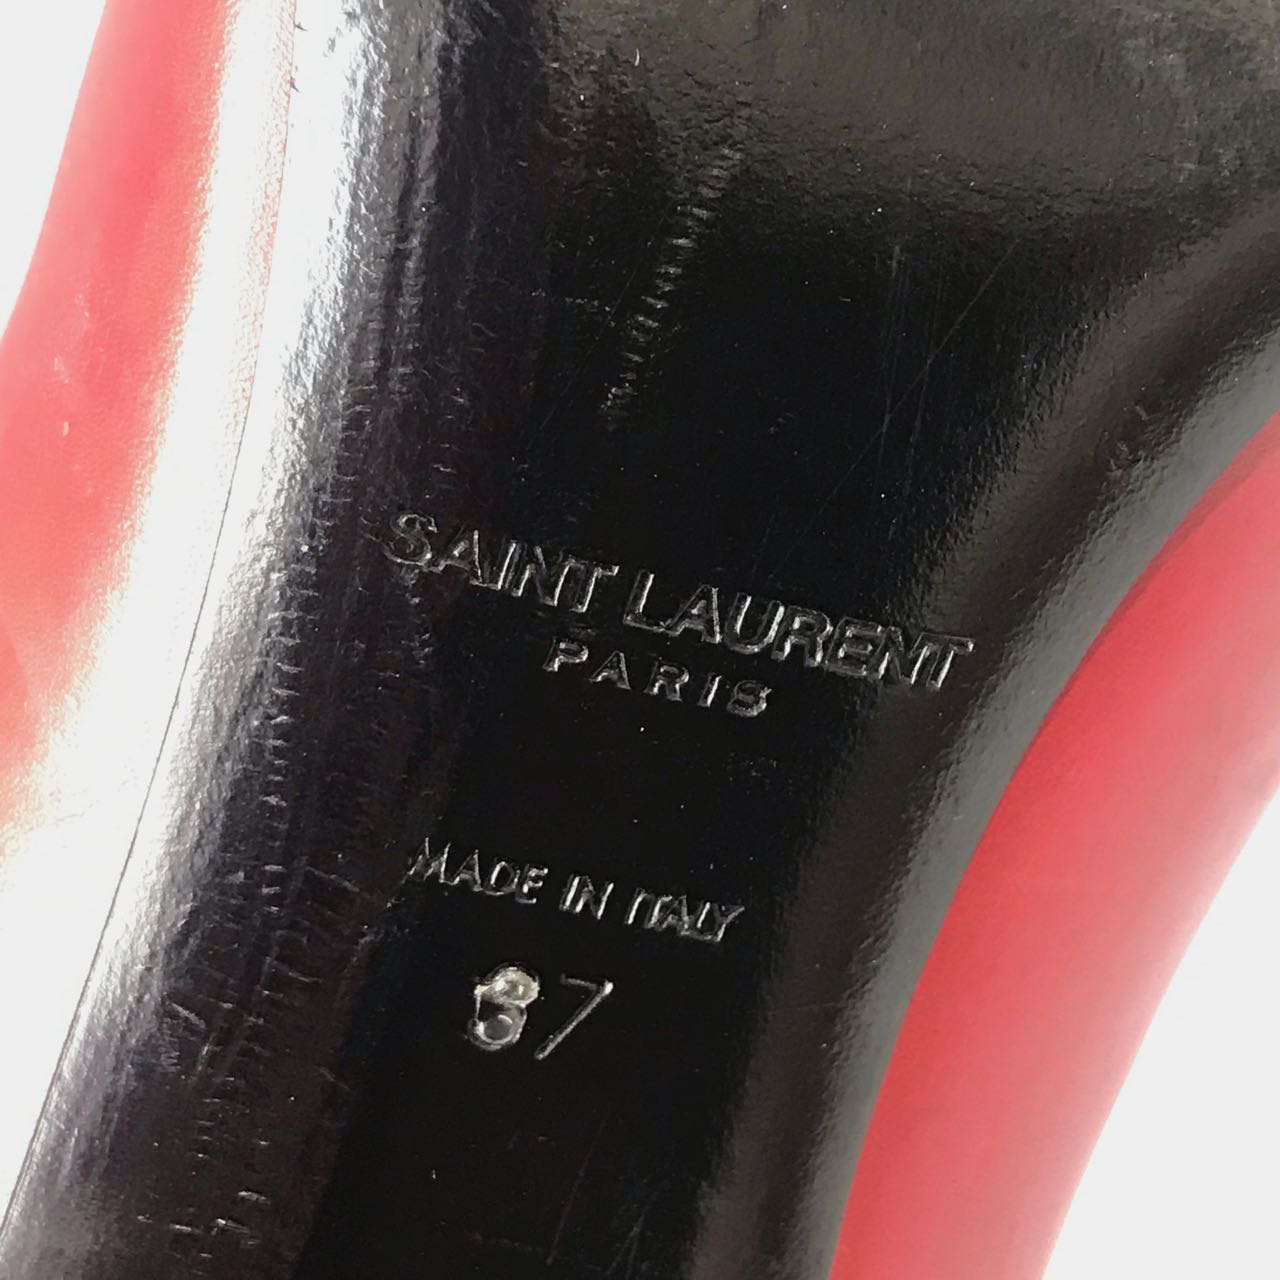 SAINT LAURENT
PARIS
MADE IN ITALY
37